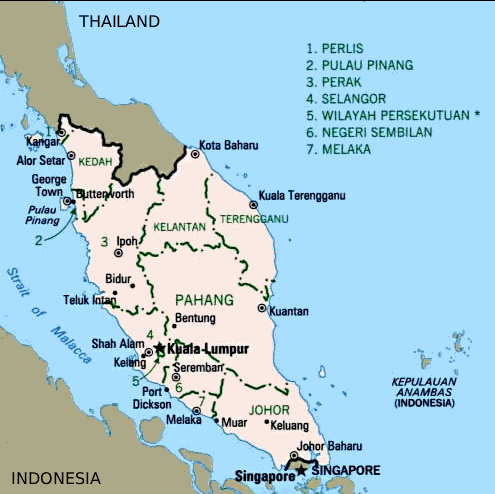 THAILAND
1. PERLIS
2. PULAU PINANG
3. PERAK
4. SELANGOR
5. WILAYAH PERSEKUTUAN *
6. NEGERI SEMBILAN
7. MELAKA
1
Kangar
Kota Baharu
Alor Setar
KEDAH
George
Town
Butterworth
Kuala Terengganu
Pulau
Pinang
TERENGGANU
KELANTAN
2
3
Ipoh
Bidur
Teluk Intan
PAHANG
Kuantan
Strait of Malacca
Bentung
4
Shah Alam
Kuala Lumpur
Kelang
Seremban
5
6
KEPULAUAN
ANAMBAS
(INDONESIA)
Port
Dickson
7
JOHOR
Melaka
Muar
Keluang
Johor Baharu
SINGAPORE
Singapore
INDONESIA